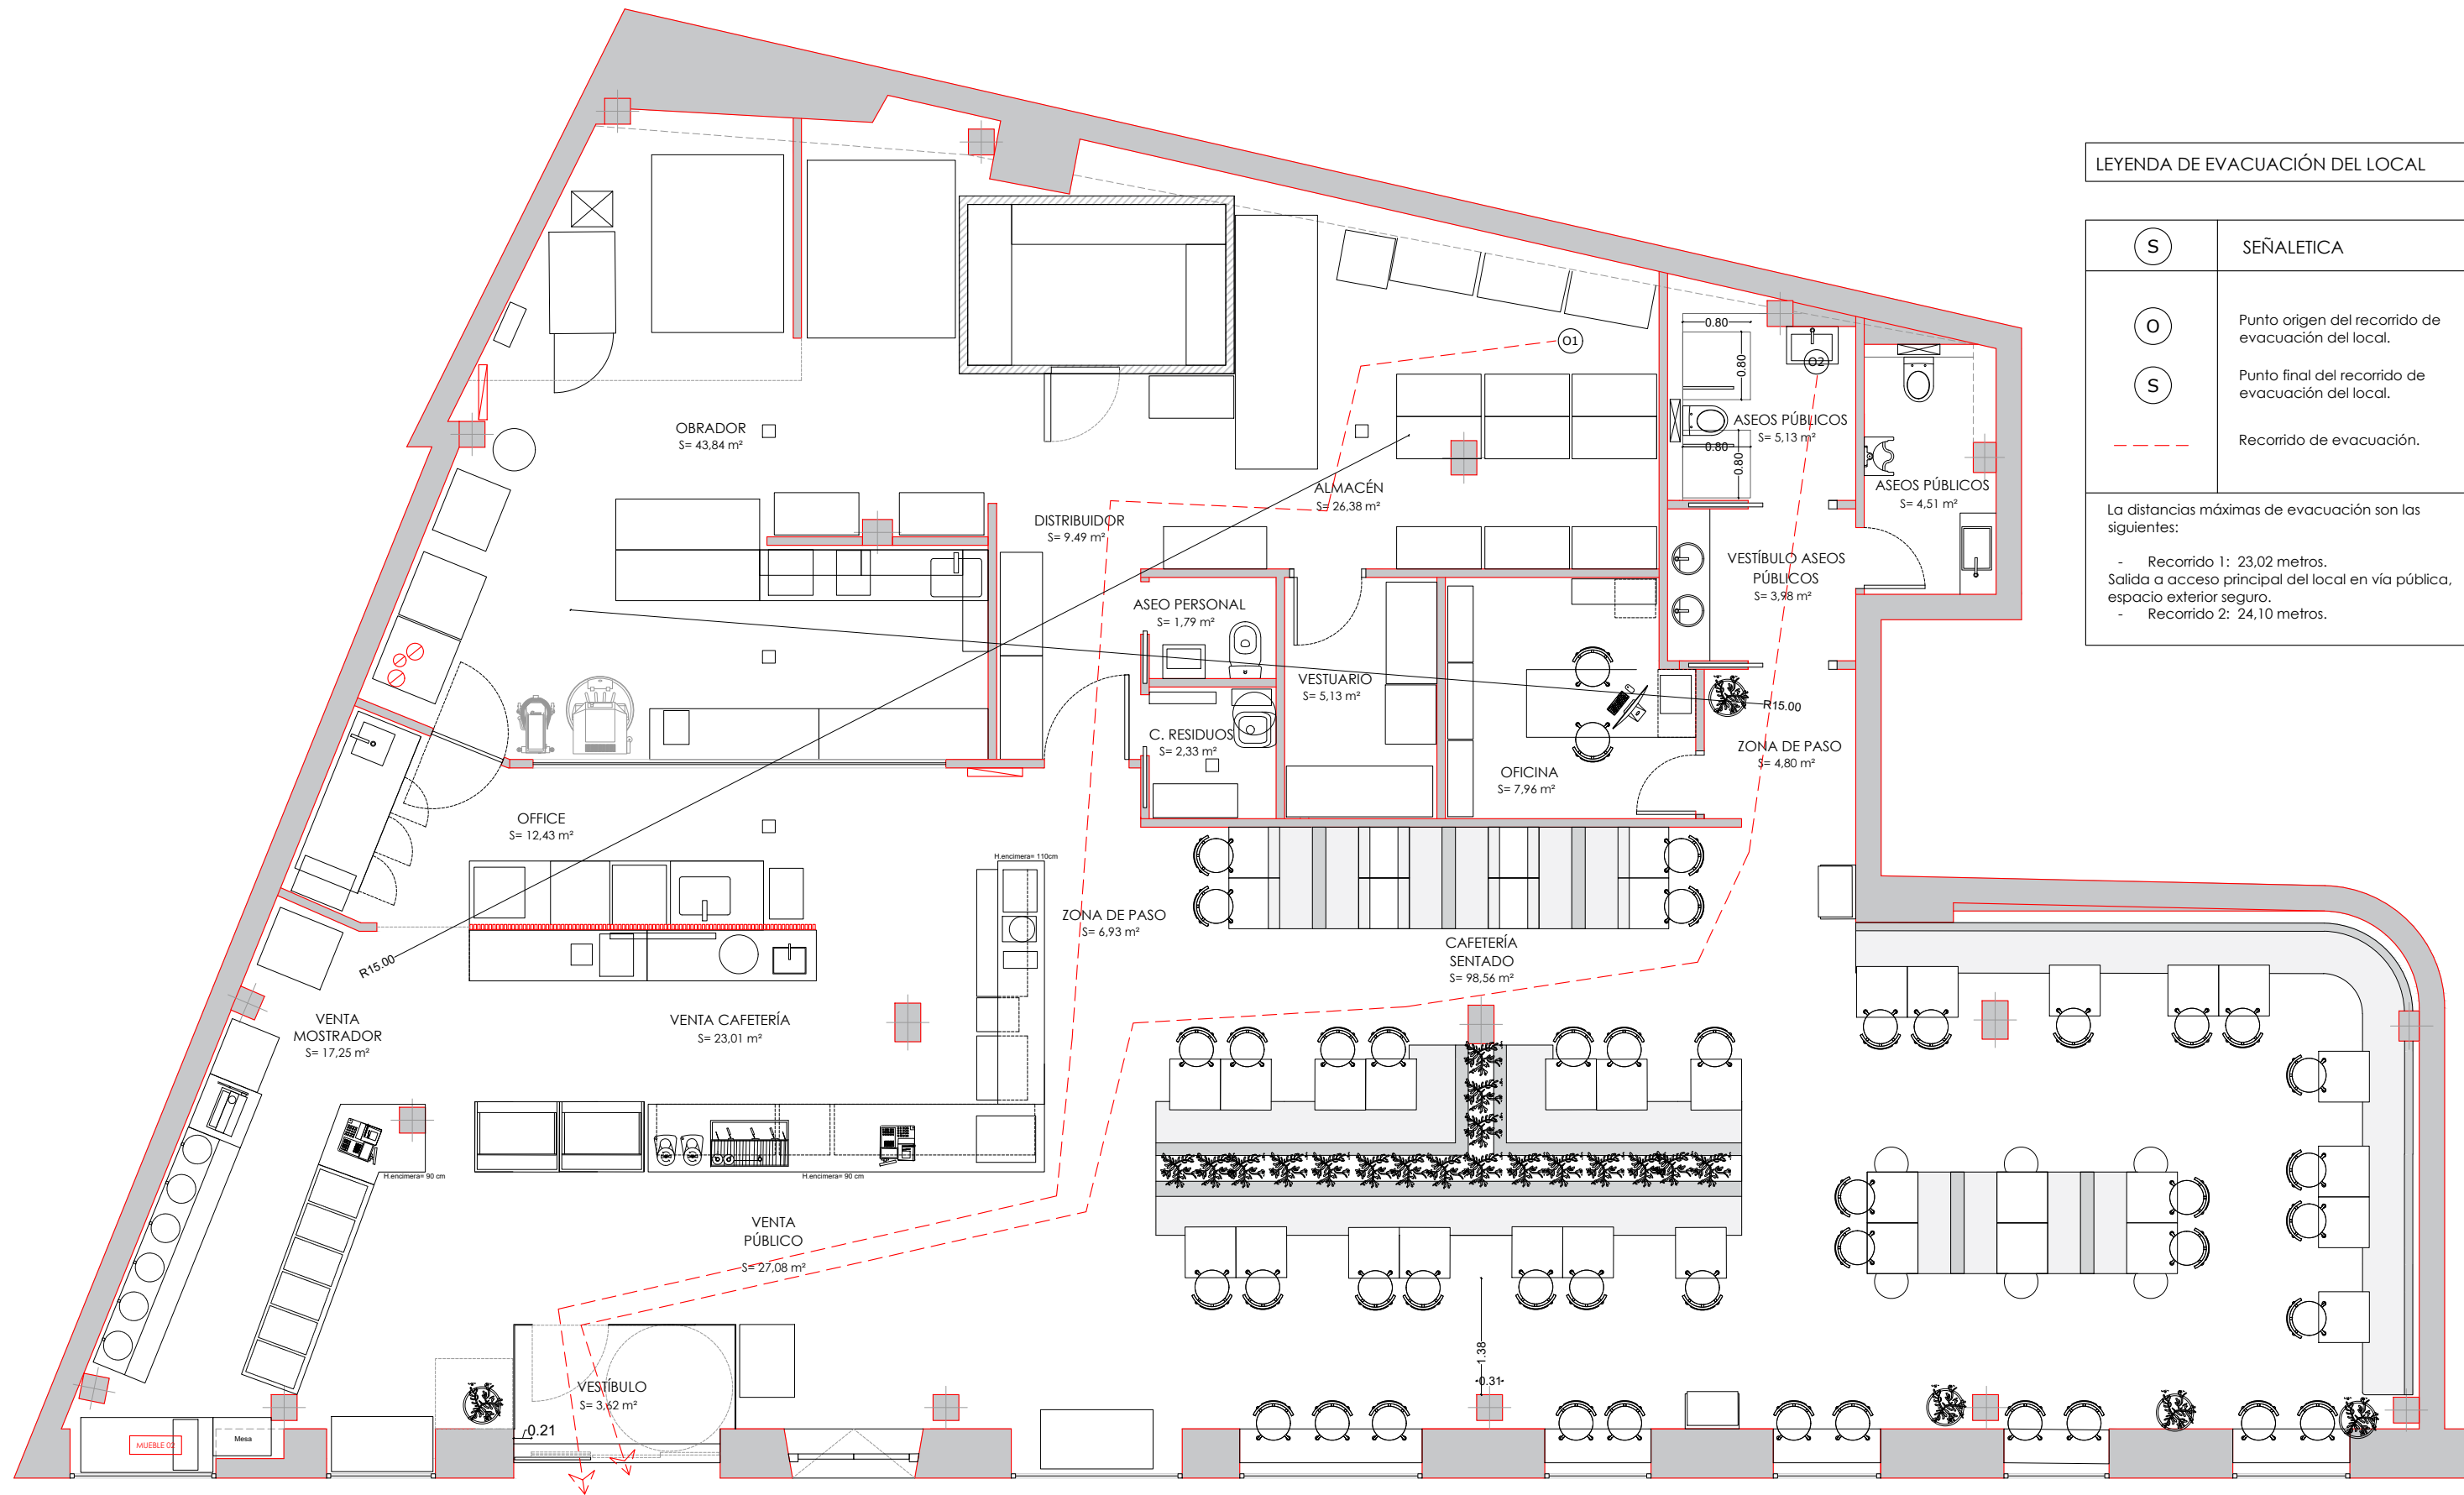 LEYENDA DE EVACUACIÓN DEL LOCAL
S
SEÑALETICA
O
Punto origen del recorrido de
evacuación del local.
S
Punto final del recorrido de
evacuación del local.
Recorrido de evacuación.
La distancias máximas de evacuación son las
siguientes:
- Recorrido 1: 23,02 metros.
Salida a acceso principal del local en vía pública,
espacio exterior seguro.
- Recorrido 2: 24,10 metros.
O1
O2
0.80
0.80
0.80
0.80
OBRADOR
S= 43,84 m²
ASEOS PÚBLICOS
S= 5,13 m²
ASEOS PÚBLICOS
S= 4,51 m²
ALMACÉN
S= 26,38 m²
DISTRIBUIDOR
S= 9.49 m²
VESTÍBULO ASEOS
PÚBLICOS
S= 3,98 m²
ASEO PERSONAL
S= 1,79 m²
VESTUARIO
S= 5,13 m²
R15.00
C. RESIDUOS
S= 2,33 m²
ZONA DE PASO
S= 4,80 m²
OFICINA
S= 7,96 m²
OFFICE
S= 12,43 m²
H.encimera= 110cm
ZONA DE PASO
S= 6,93 m²
CAFETERÍA
SENTADO
S= 98,56 m²
R15.00
VENTA
MOSTRADOR
S= 17,25 m²
VENTA CAFETERÍA
S= 23,01 m²
H.encimera= 90 cm
H.encimera= 90 cm
VENTA
PÚBLICO
S= 27,08 m²
1.38
0.31
VESTÍBULO
S= 3,62 m²
0.21
MUEBLE 02
Mesa